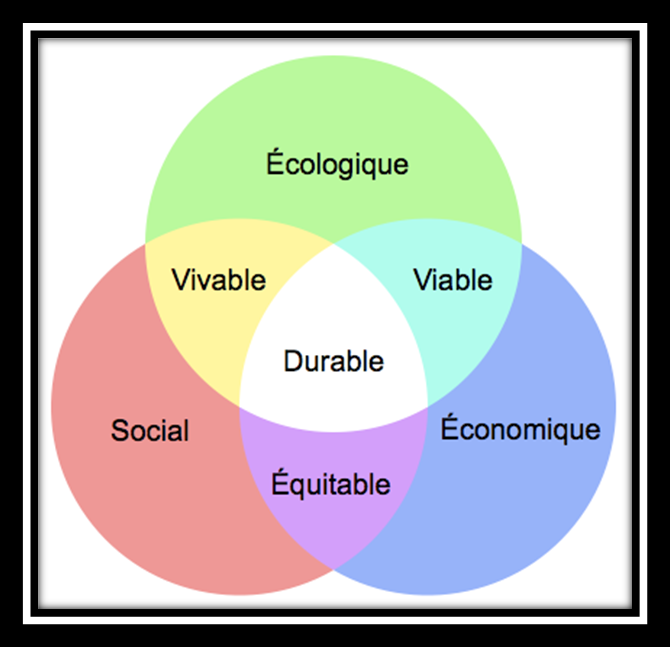 Écologique
Vivable
Viable
Durable
Social
Économique
Équitable